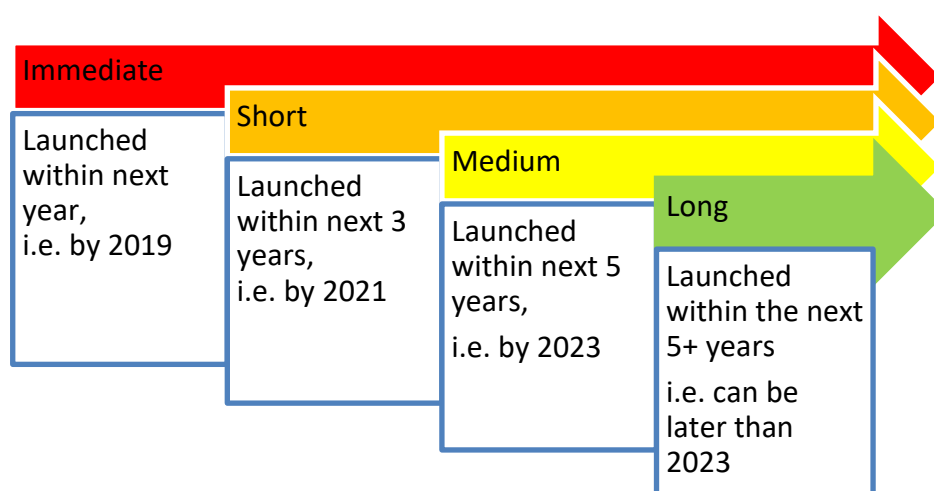 Immediate
Launched
within next
year,
i.e. by 2019
Short
Launched
within next 3
years,
i.e. by 2021
Medium
Launched
within next 5
years,
i.e. by 2023
Long
Launched
within the next
5+ years
i.e. can be
later than
2023